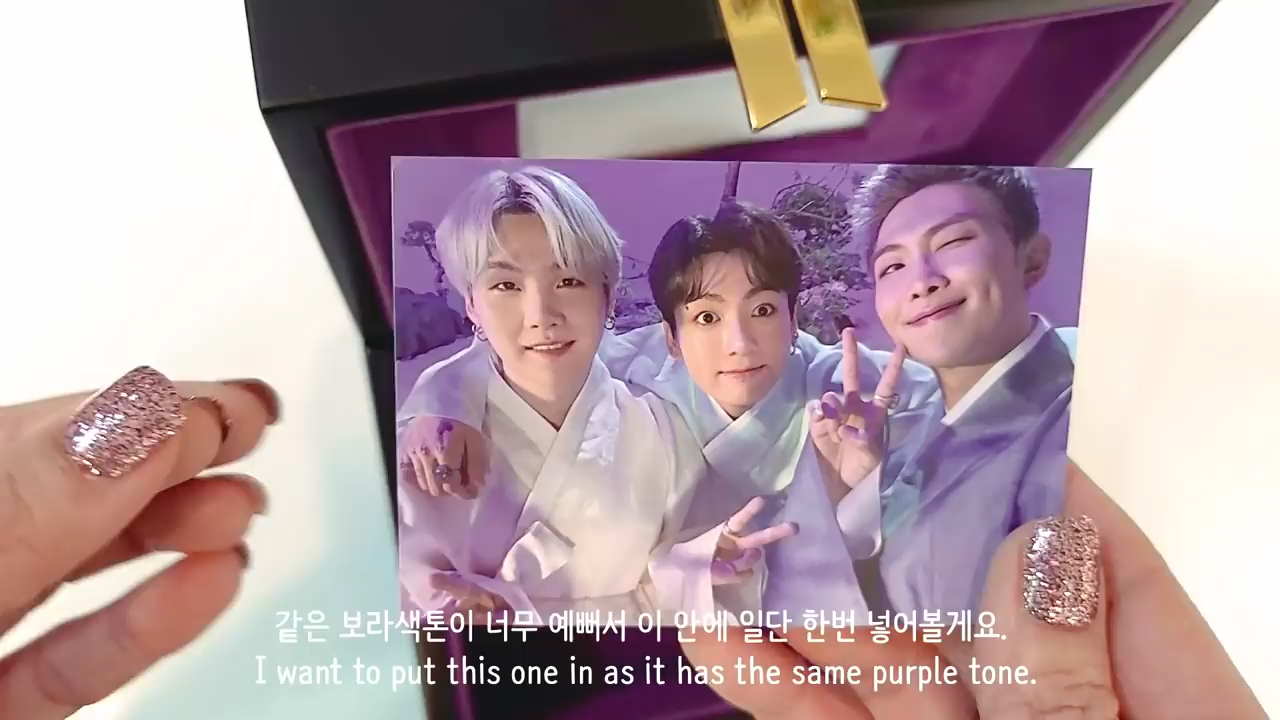 같은 보라색톤이 너무 예뻐서 이 안에 일단 한번 넣어볼게요.
I want to put this one in as it has the same purple tone.